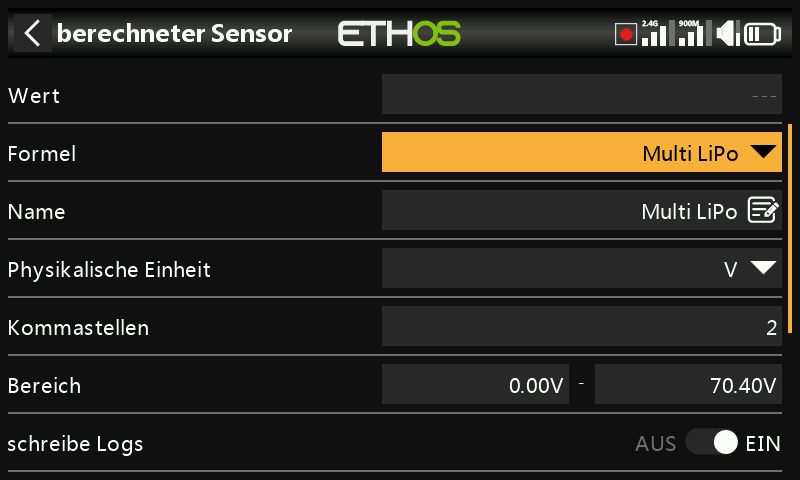 berechneter Sensor ETHOS 2.4G 900M
Wert ---
Formel Multi LiPo
Name Multi LiPo
Physikalische Einheit V
Kommastellen 2
Bereich 0.00V - 70.40V
schreibe Logs AUS EIN